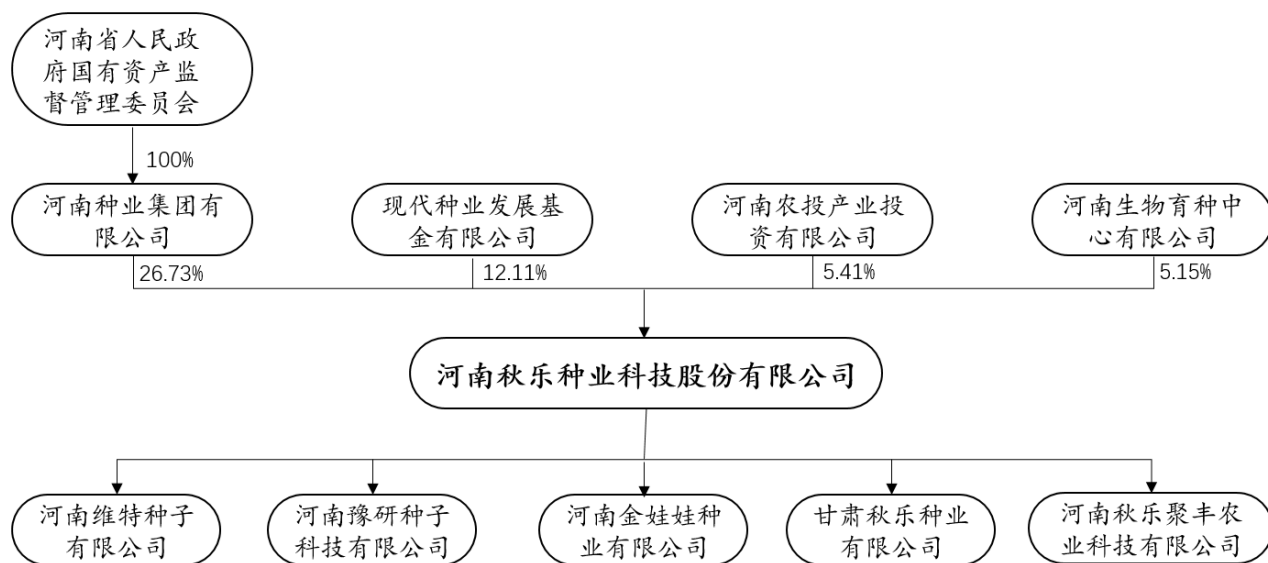 河南省人民政
府国有资产监
督管理委员会
100%
河南种业集团有
限公司
现代种业发展基
金有限公司
河南农投产业投
资有限公司
河南生物育种中
心有限公司
26.73%
12.11%
5.41%
5.15%
河南秋乐种业科技股份有限公司
河南维特种子
有限公司
河南豫研种子
科技有限公司
河南金娃娃种
业有限公司
甘肃秋乐种业
有限公司
河南秋乐聚丰农
业科技有限公司